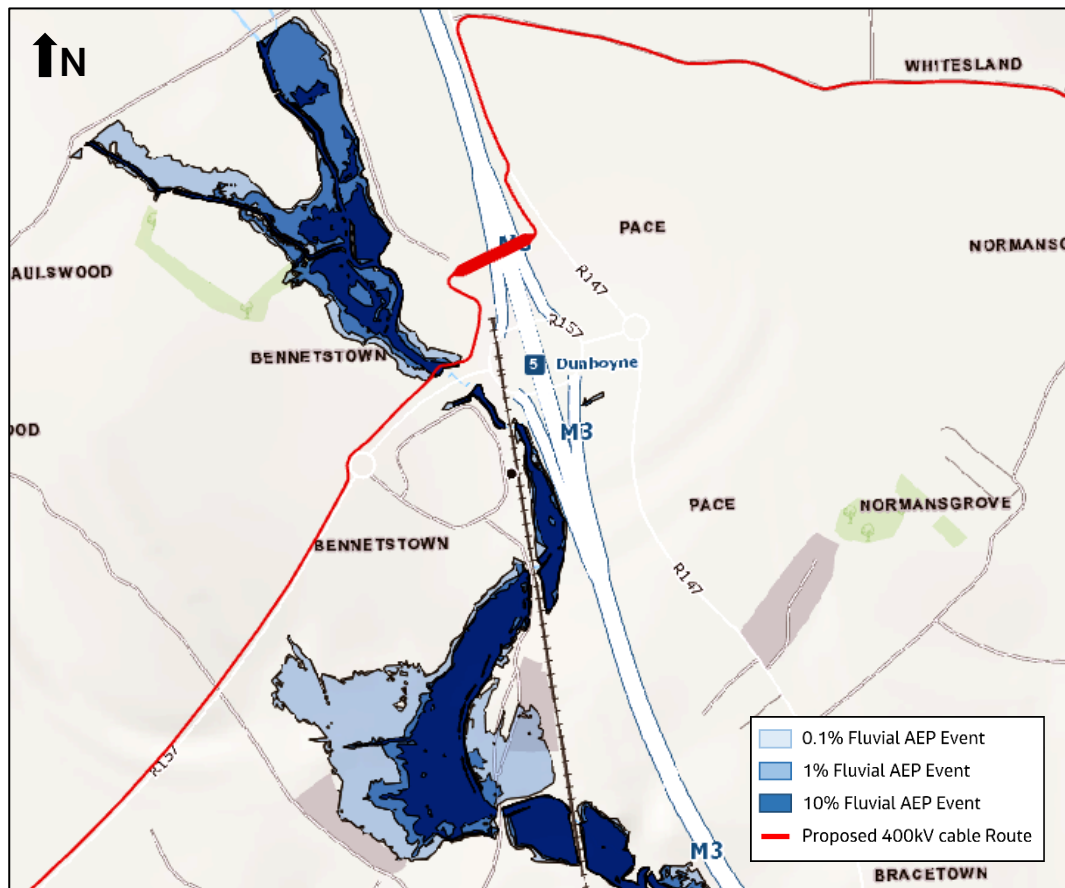 N
WHITESLAND
PACE
NORMANSG
AULSWOOD
M3
R147
R157
BENNETSTOWN
5 Dunboyne
OOD
M3
PACE
NORMANSGROVE
BENNETSTOWN
R147
R157
0.1% Fluvial AEP Event
1% Fluvial AEP Event
10% Fluvial AEP Event
Proposed 400kV cable Route
M3
BRACETOWN